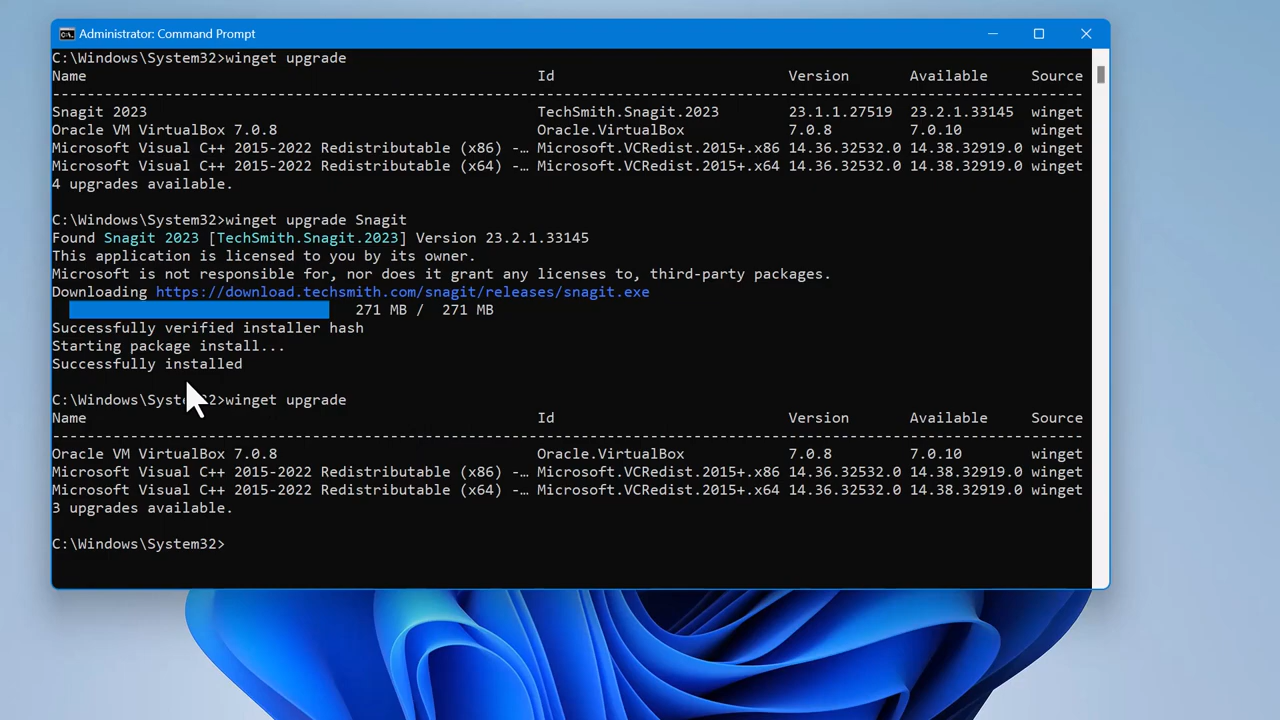 Administrator: Command Prompt
C:\Windows\System32>winget upgrade
Name Id Version Available Source
-----------------------------------------------------------------------------------------------------------------------
Snagit 2023 TechSmith.Snagit.2023 23.1.1.27519 23.2.1.33145 winget
Oracle VM VirtualBox 7.0.8 Oracle.VirtualBox 7.0.8 7.0.10 winget
Microsoft Visual C++ 2015-2022 Redistributable (x86) -… Microsoft.VCRedist.2015+.x86 14.36.32532.0 14.38.32919.0 winget
Microsoft Visual C++ 2015-2022 Redistributable (x64) -… Microsoft.VCRedist.2015+.x64 14.36.32532.0 14.38.32919.0 winget
4 upgrades available.
C:\Windows\System32>winget upgrade Snagit
Found Snagit 2023 [TechSmith.Snagit.2023] Version 23.2.1.33145
This application is licensed to you by its owner.
Microsoft is not responsible for, nor does it grant any licenses to, third-party packages.
Downloading https://download.techsmith.com/snagit/releases/snagit.exe
271 MB / 271 MB
Successfully verified installer hash
Starting package install...
Successfully installed
C:\Windows\System32>winget upgrade
Name Id Version Available Source
-----------------------------------------------------------------------------------------------------------------------
Oracle VM VirtualBox 7.0.8 Oracle.VirtualBox 7.0.8 7.0.10 winget
Microsoft Visual C++ 2015-2022 Redistributable (x86) -… Microsoft.VCRedist.2015+.x86 14.36.32532.0 14.38.32919.0 winget
Microsoft Visual C++ 2015-2022 Redistributable (x64) -… Microsoft.VCRedist.2015+.x64 14.36.32532.0 14.38.32919.0 winget
3 upgrades available.
C:\Windows\System32>